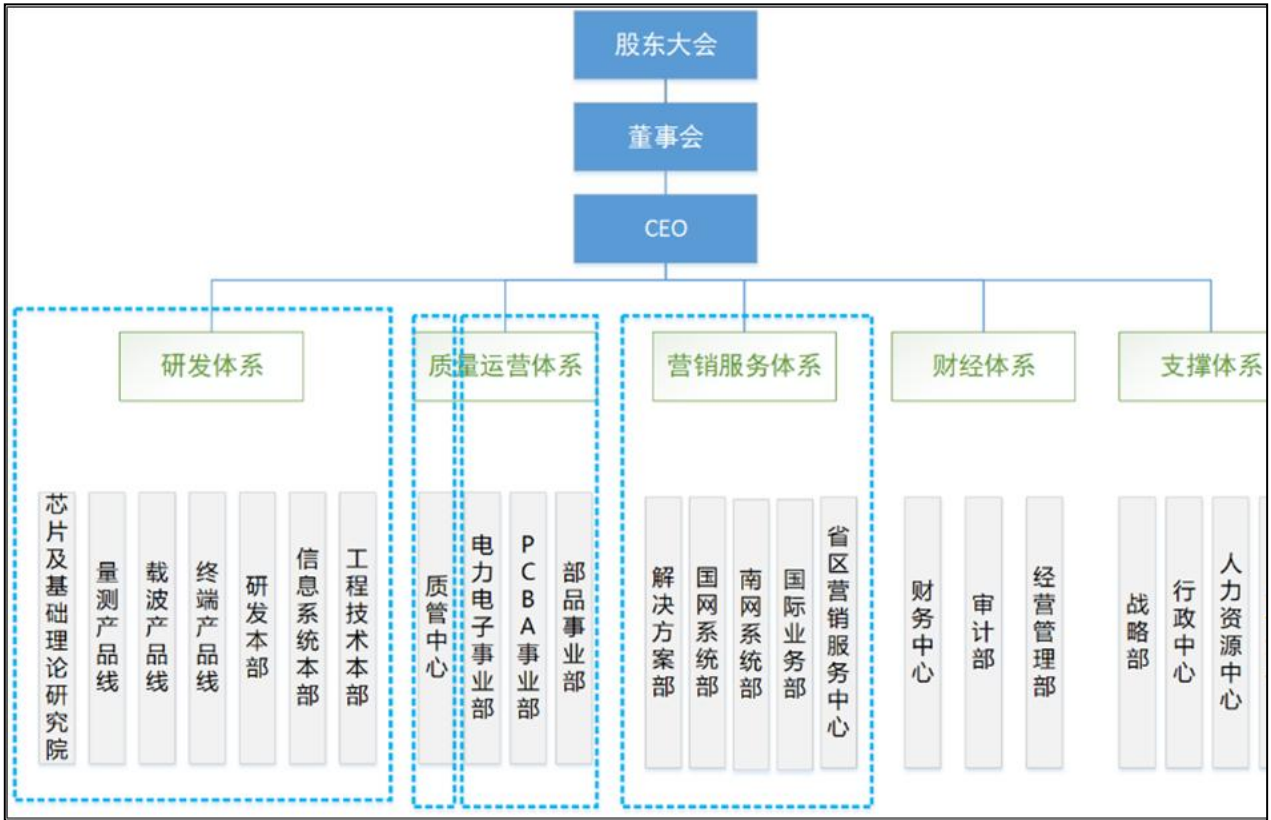 股东大会
董事会
CEO
研发体系
质量运营体系
营销服务体系
财经体系
支撑体系
芯片及基础理论研究院
量测产品线
载波产品线
终端产品线
研发本部
信息系统本部
工程技术本部
质管中心
电力电子事业部
PCBA事业部
部品事业部
解决方案部
国网系统部
南网系统部
国际业务部
省区营销服务中心
财务中心
审计部
经营管理部
战略部
行政中心
人力资源中心